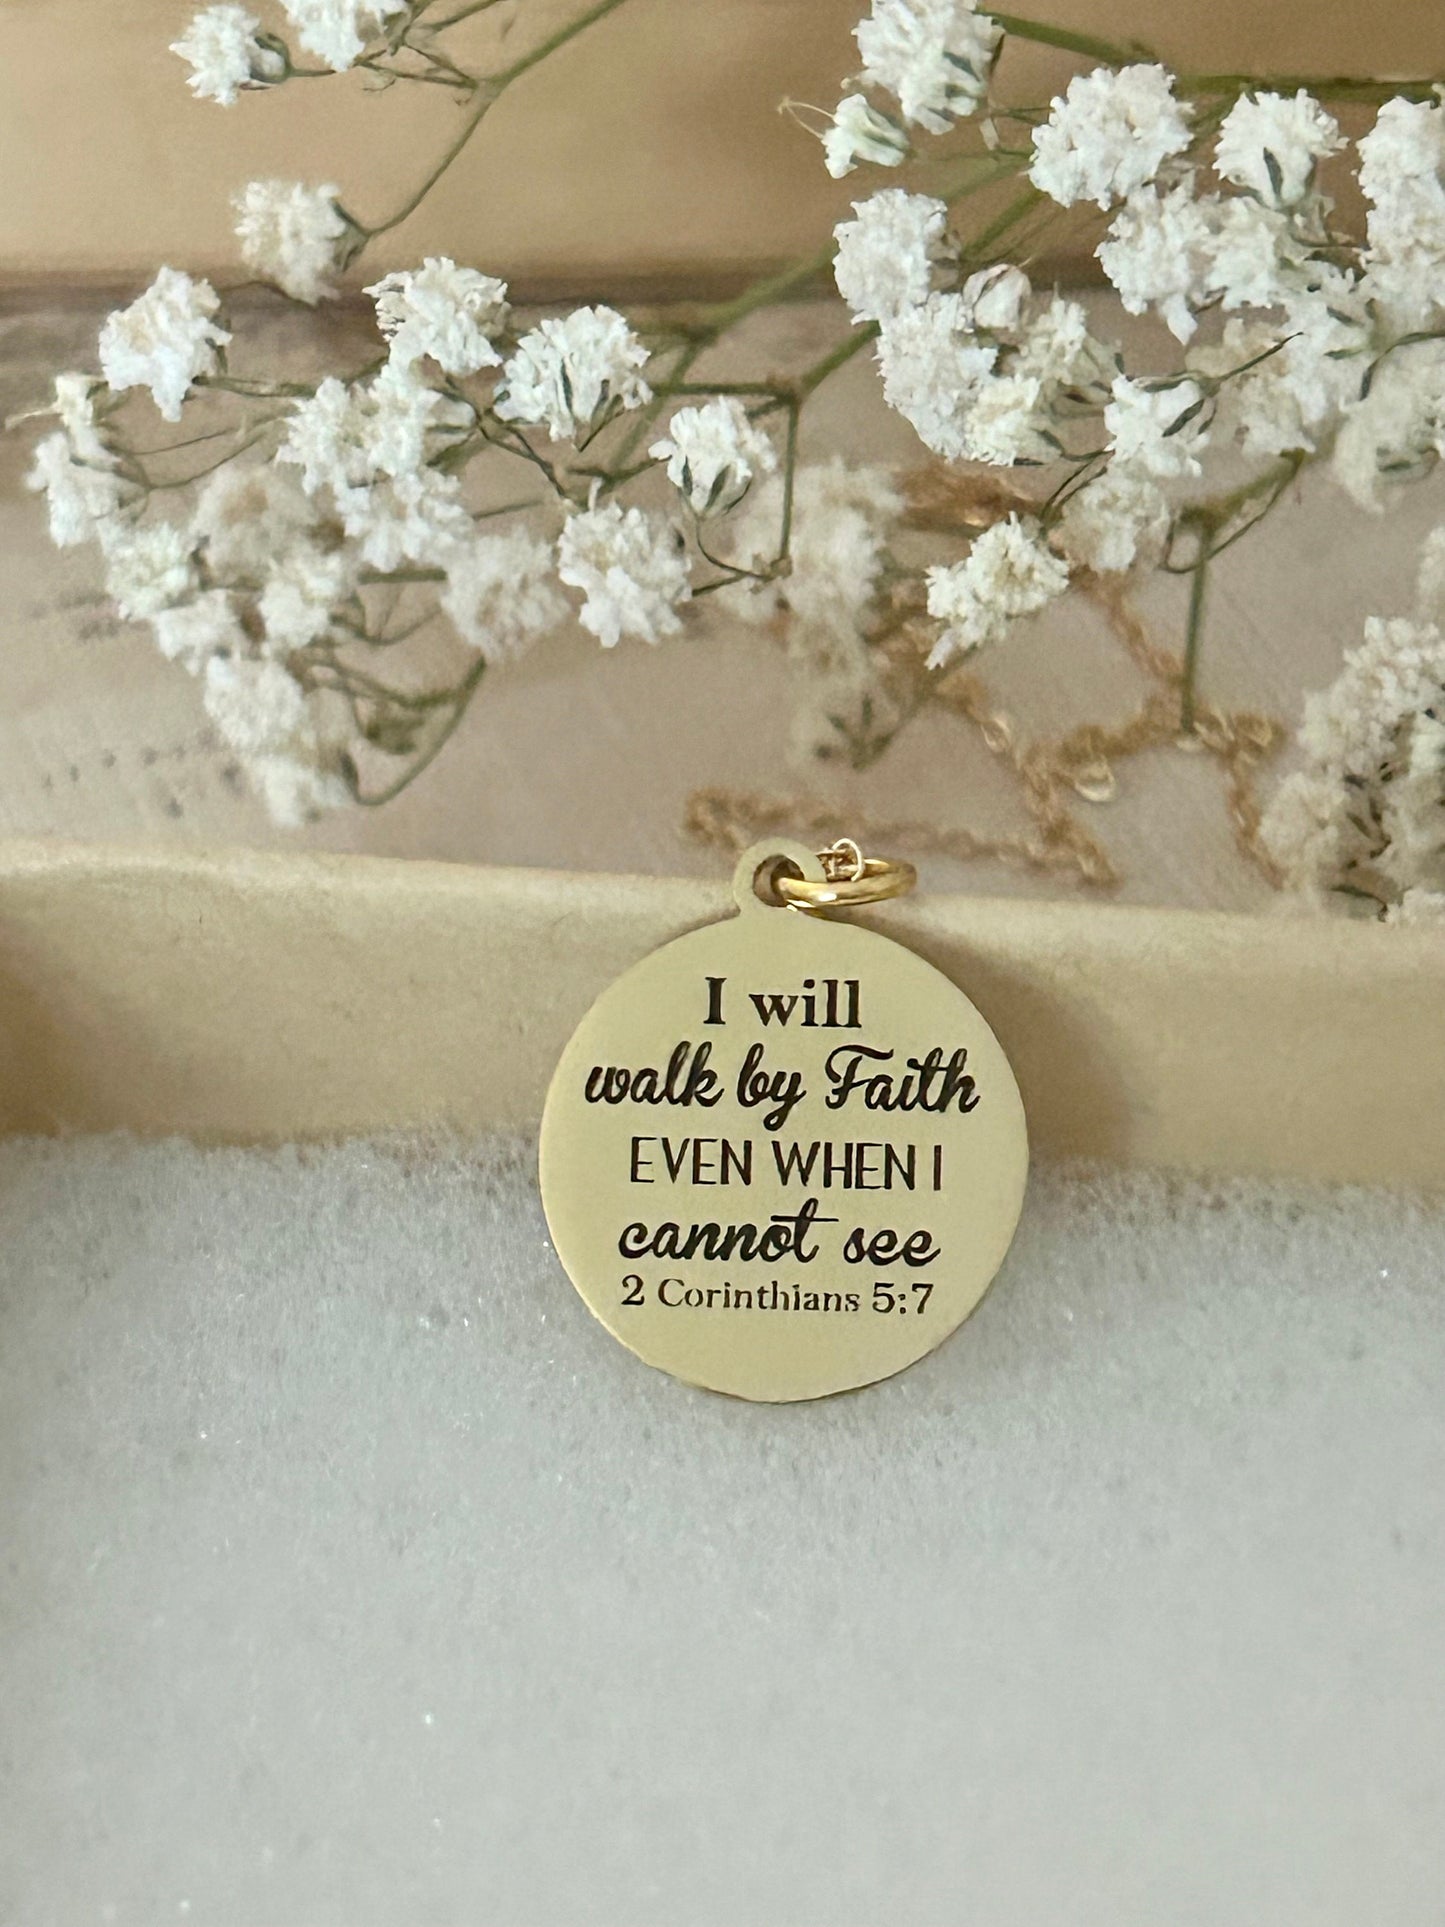 I will
walk by Faith
EVEN WHEN I
cannot see
2 Corinthians 5:7